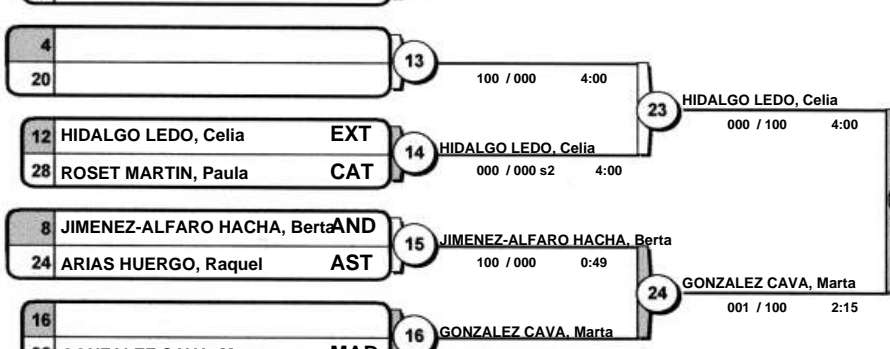 4
20
13
100 / 000 4:00
12 HIDALGO LEDO, Celia EXT
28 ROSET MARTIN, Paula CAT
14
HIDALGO LEDO, Celia
000 / 000 s2 4:00
23
HIDALGO LEDO, Celia
000 / 100 4:00
8 JIMENEZ-ALFARO HACHA, Berta AND
24 ARIAS HUERGO, Raquel AST
15
JIMENEZ-ALFARO HACHA, Berta
100 / 000 0:49
16
16
GONZALEZ CAVA, Marta
24
GONZALEZ CAVA, Marta
001 / 100 2:15
MAD